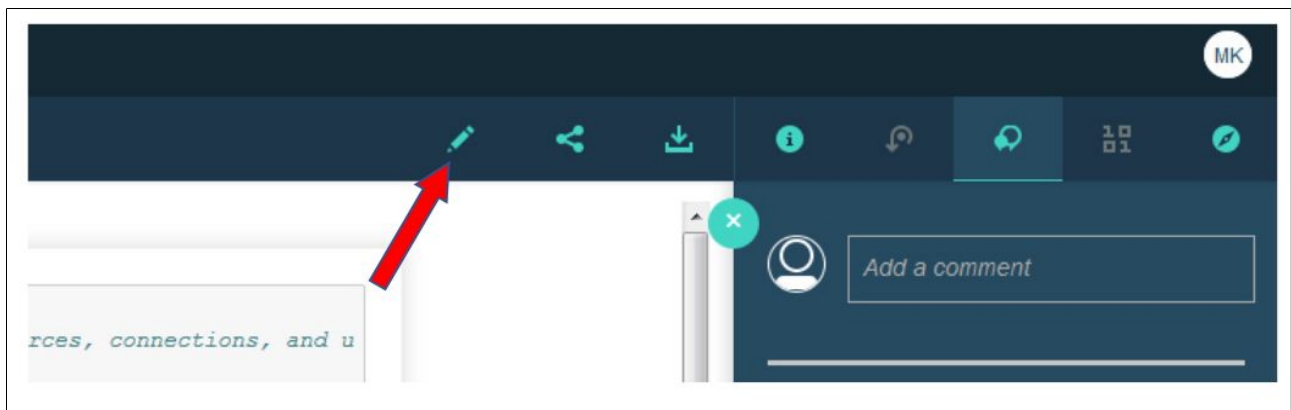 MK
Add a comment
rces, connections, and u